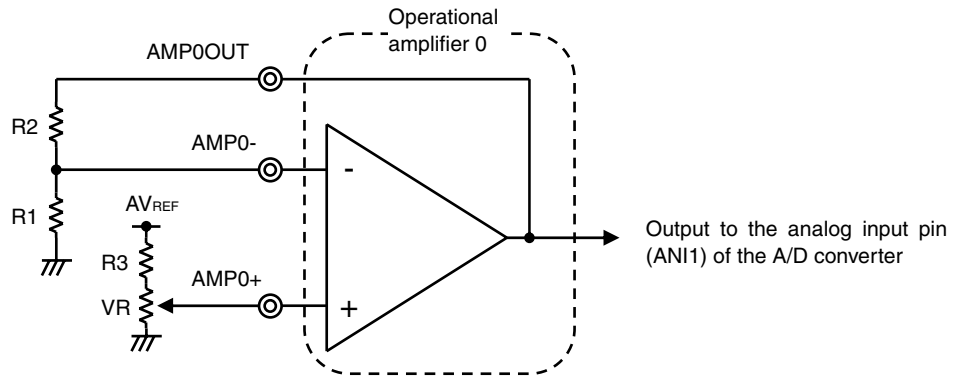 Operational
amplifier 0
AMP0OUT
R2
AMP0-
-
R1
AVREF
R3
AMP0+
VR
+
Output to the analog input pin
(ANI1) of the A/D converter